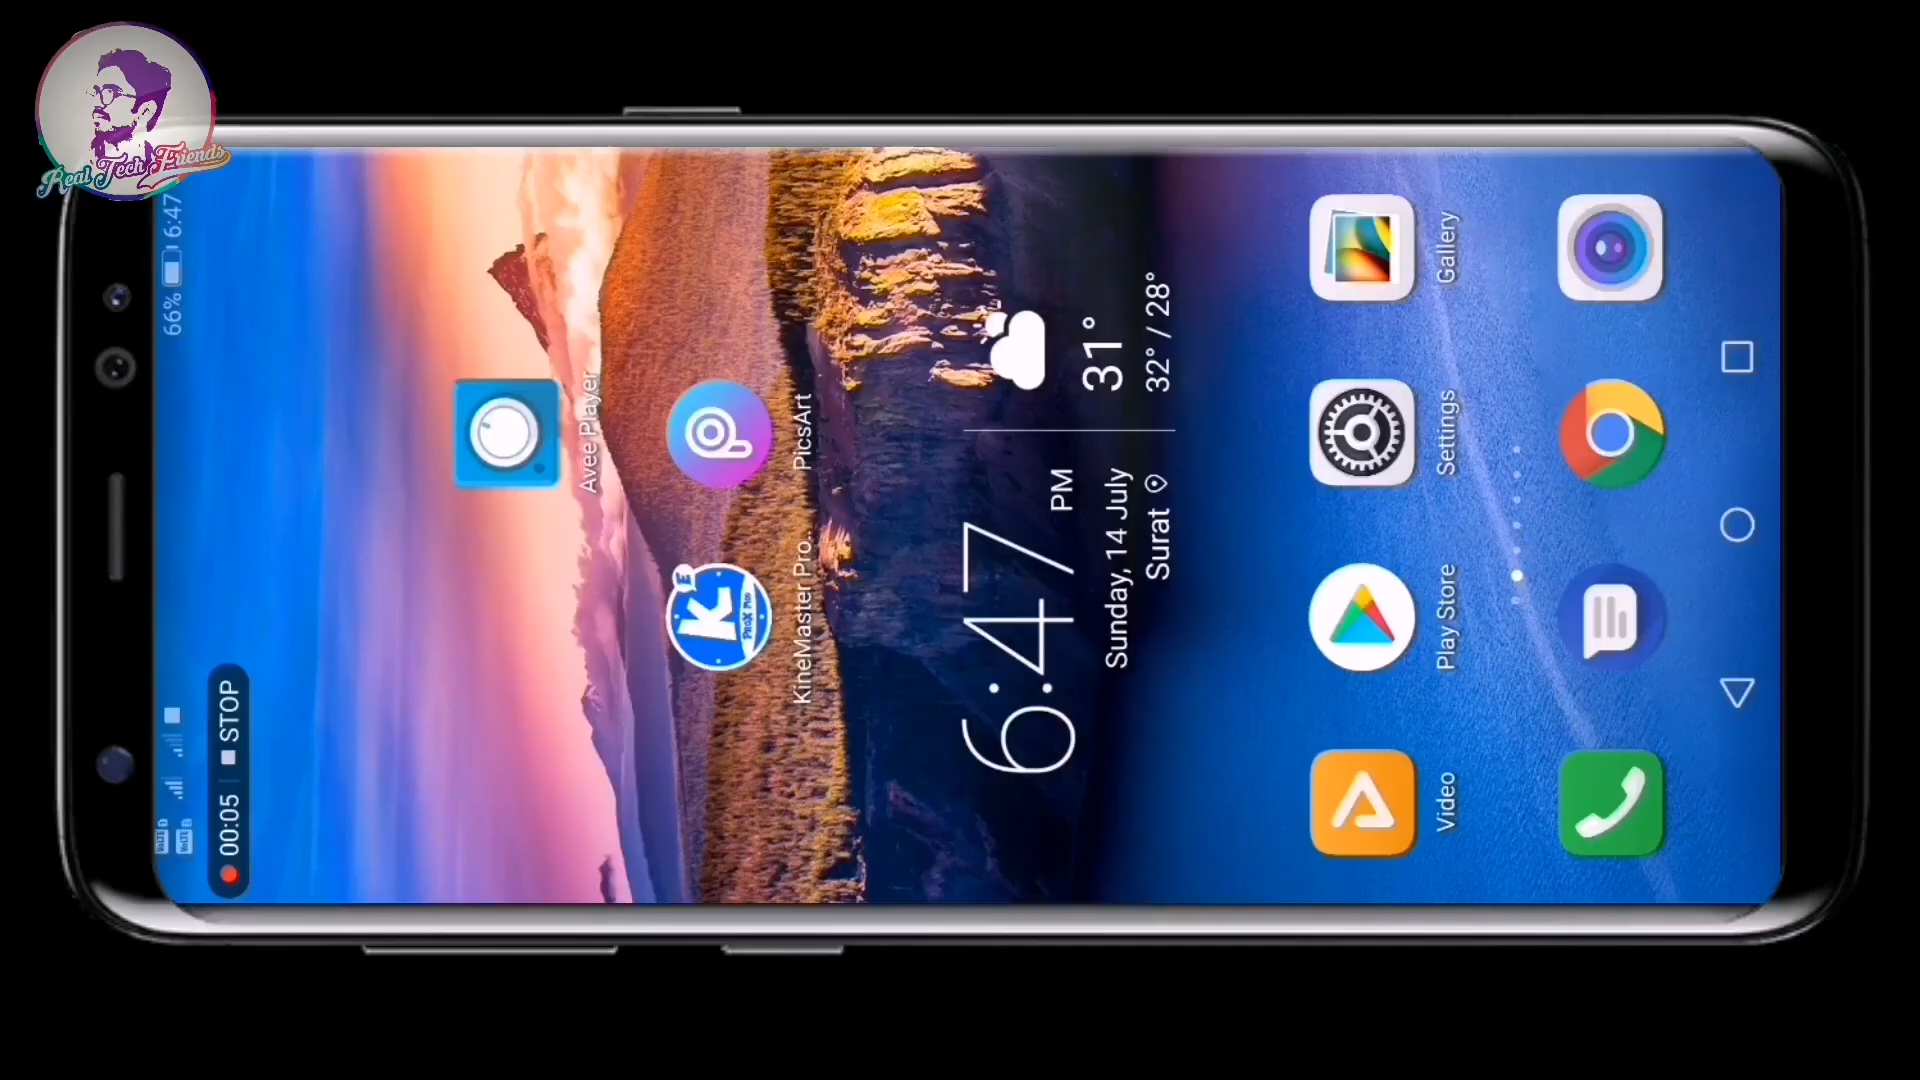 Real Tech Friends
66% 6:47
00:05 STOP
Avee Player
KineMaster Pro..
PicsArt
6:47 PM
31°
32° / 28°
Sunday, 14 July
Surat
Video
Play Store
Settings
Gallery